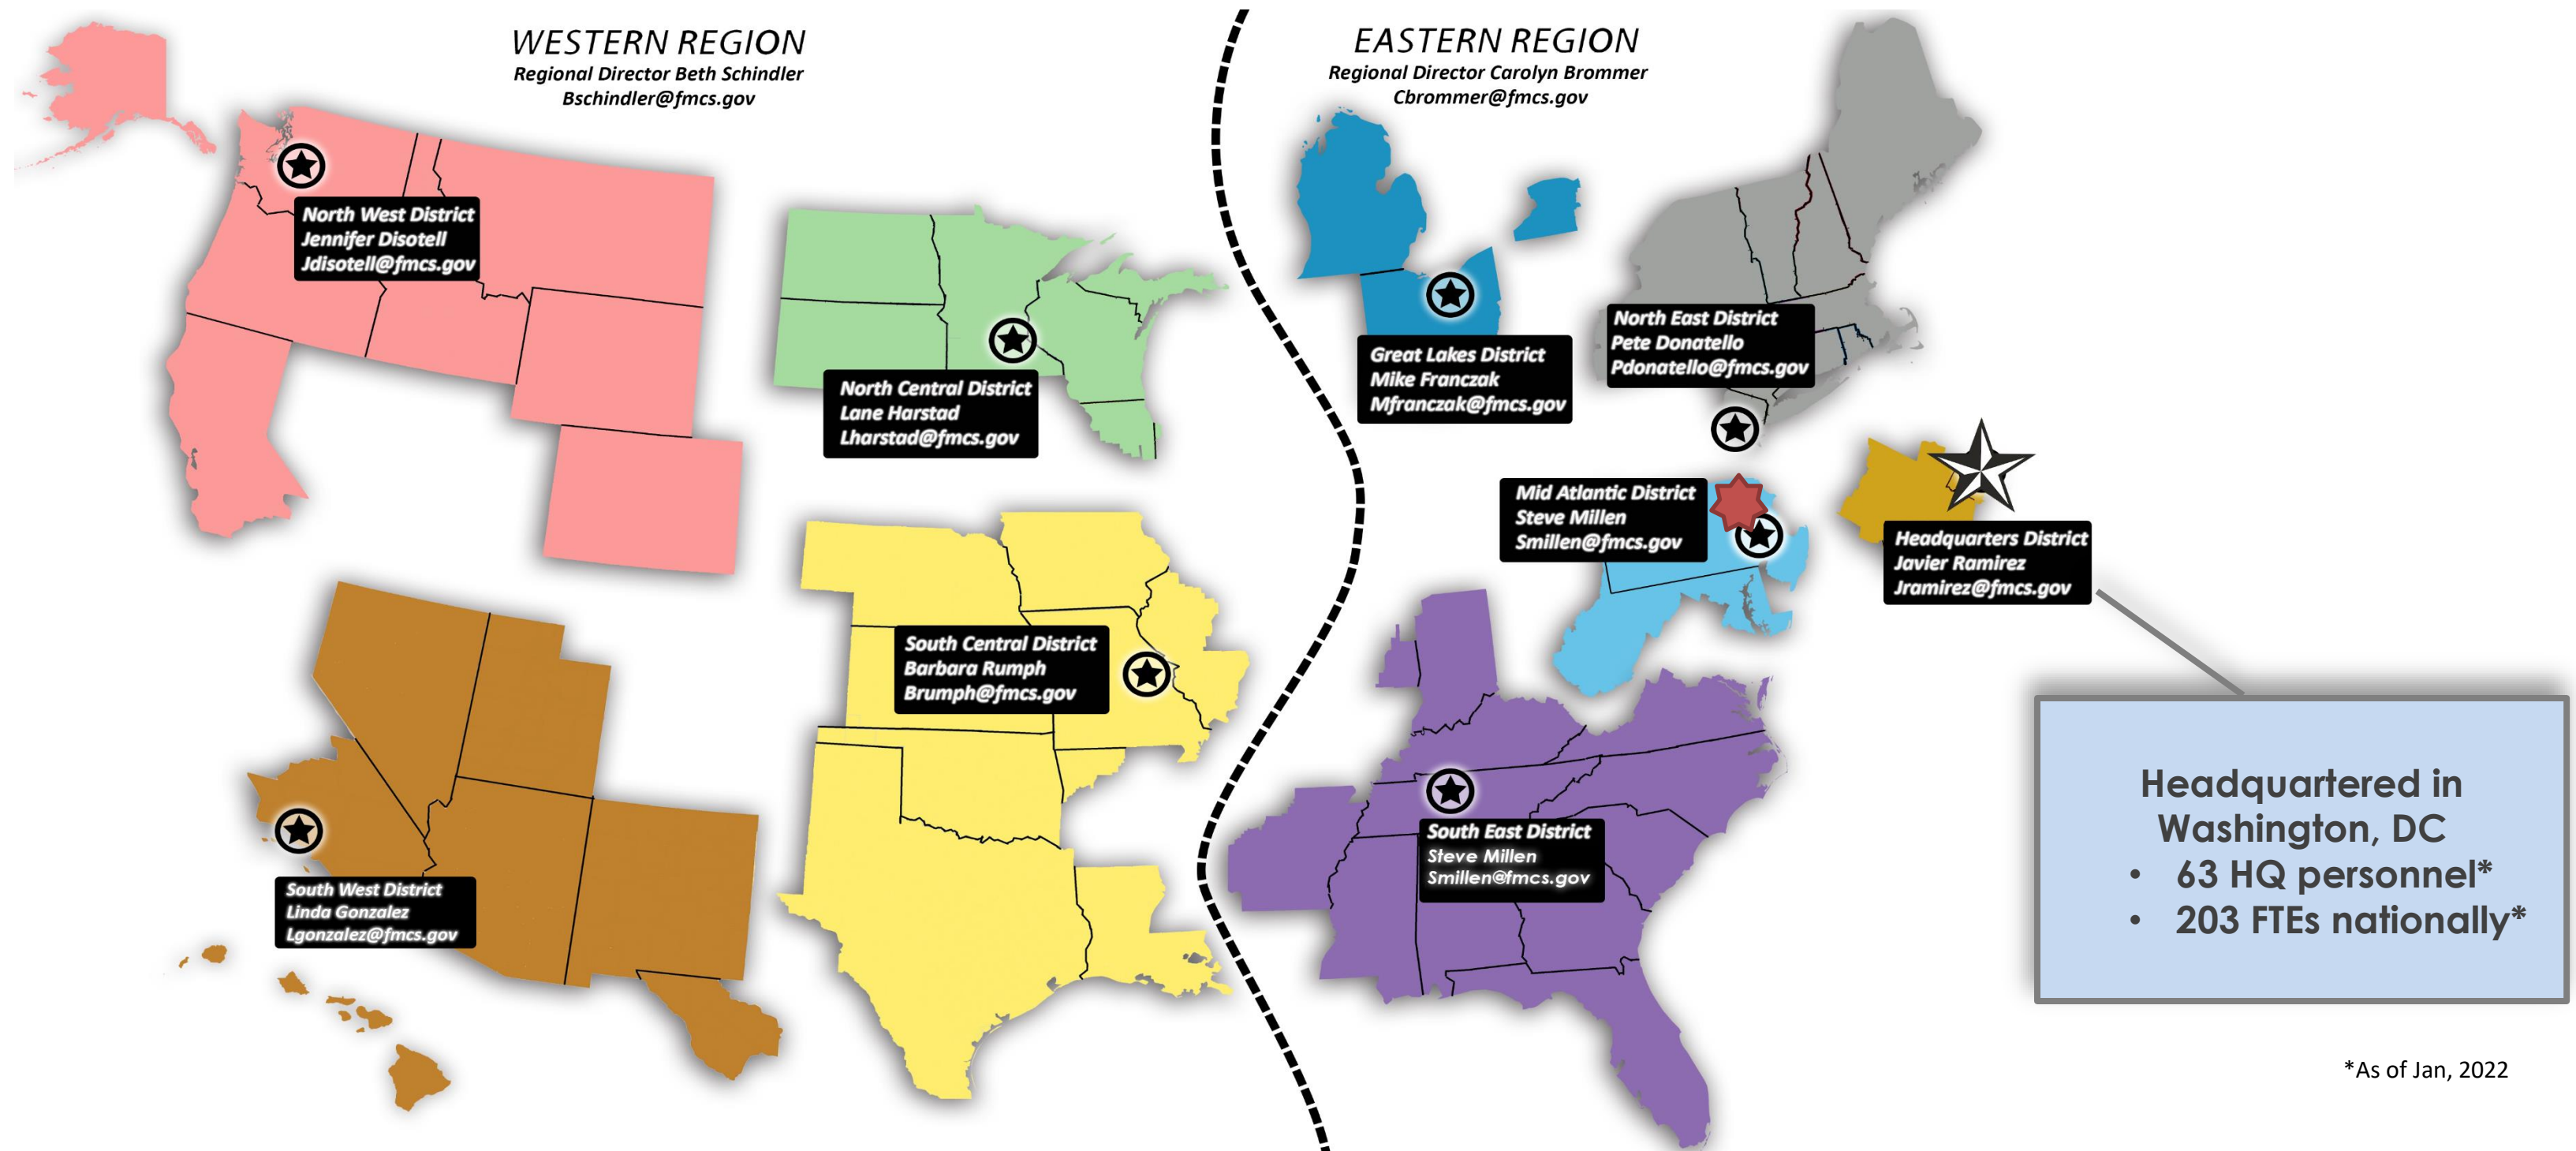 WESTERN REGION
Regional Director Beth Schindler
Bschindler@fmcs.gov
EASTERN REGION
Regional Director Carolyn Brommer
Cbrommer@fmcs.gov
North West District
Jennifer Disotell
Jdisotell@fmcs.gov
North Central District
Lane Harstad
Lharstad@fmcs.gov
Great Lakes District
Mike Franczak
Mfranczak@fmcs.gov
North East District
Pete Donatello
Pdonatello@fmcs.gov
Mid Atlantic District
Steve Millen
Smillen@fmcs.gov
Headquarters District
Javier Ramirez
Jramirez@fmcs.gov
South Central District
Barbara Rumph
Brumph@fmcs.gov
South West District
Linda Gonzalez
Lgonzalez@fmcs.gov
South East District
Steve Millen
Smillen@fmcs.gov
Headquartered in
Washington, DC
• 63 HQ personnel*
• 203 FTEs nationally*
*As of Jan, 2022